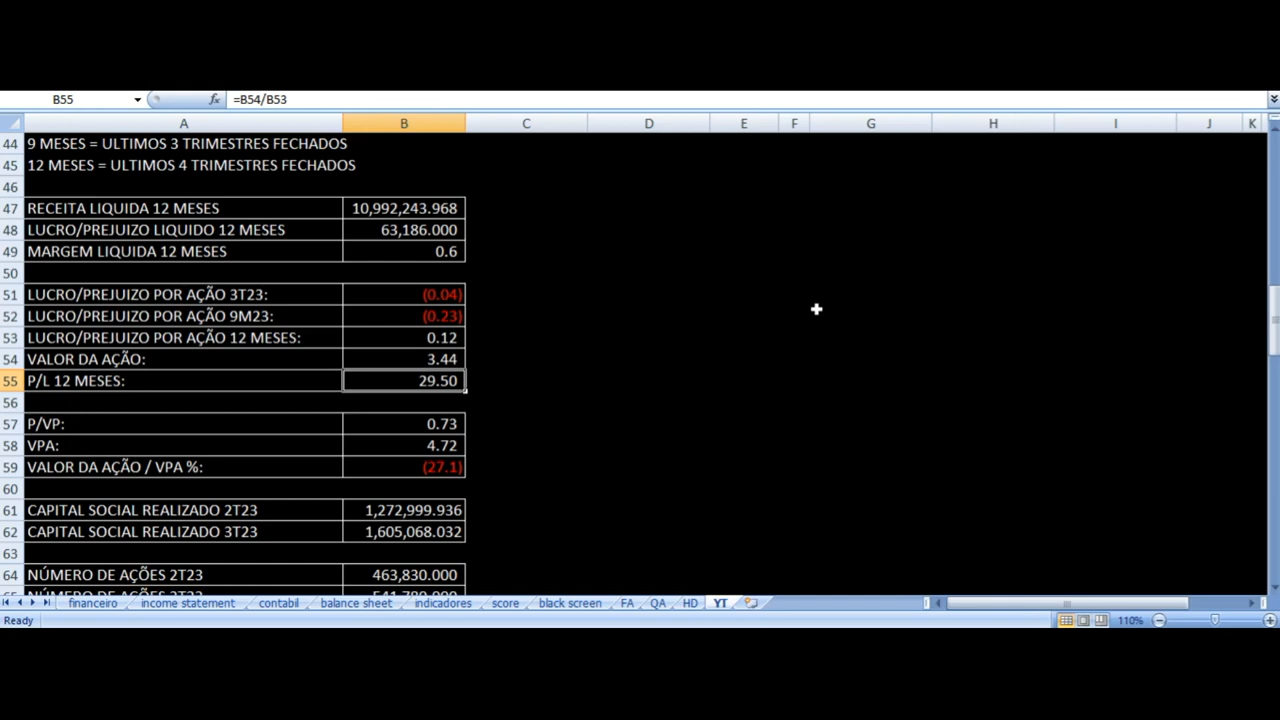 B55 fx =B54/B53
A B C D E F G H I J K
44 9 MESES = ULTIMOS 3 TRIMESTRES FECHADOS
45 12 MESES = ULTIMOS 4 TRIMESTRES FECHADOS
46
47 RECEITA LIQUIDA 12 MESES 10,992,243.968
48 LUCRO/PREJUIZO LIQUIDO 12 MESES 63,186.000
49 MARGEM LIQUIDA 12 MESES 0.6
50
51 LUCRO/PREJUIZO POR AÇÃO 3T23: (0.04)
52 LUCRO/PREJUIZO POR AÇÃO 9M23: (0.23)
53 LUCRO/PREJUIZO POR AÇÃO 12 MESES: 0.12
54 VALOR DA AÇÃO: 3.44
55 P/L 12 MESES: 29.50
56
57 P/VP: 0.73
58 VPA: 4.72
59 VALOR DA AÇÃO / VPA %: (27.1)
60
61 CAPITAL SOCIAL REALIZADO 2T23 1,272,999.936
62 CAPITAL SOCIAL REALIZADO 3T23 1,605,068.032
63
64 NÚMERO DE AÇÕES 2T23 463,830.000
financeiro income statement contabil balance sheet indicadores score black screen FA QA HD YT
Ready 110%